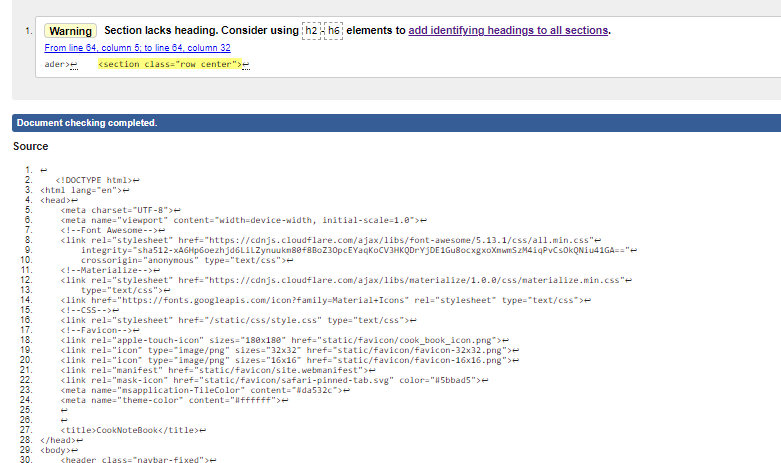 1. Warning Section lacks heading. Consider using h2-h6 elements to add identifying headings to all sections.
From line 64, column 5; to line 64, column 32
ader>↩    <section class="row center">↩
Document checking completed.
Source
1. ↩
2. <!DOCTYPE html>↩
3. <html lang="en">↩
4. <head>↩
5. <meta charset="UTF-8">↩
6. <meta name="viewport" content="width=device-width, initial-scale=1.0">↩
7. <!--Font Awesome-->↩
8. <link rel="stylesheet" href="https://cdnjs.cloudflare.com/ajax/libs/font-awesome/5.13.1/css/all.min.css"↩
9. integrity="sha512-xA6Hp6oezhjd6LiLZynuukm80f8BoZ3OpcEYaqKoCV3HKQDrYjDE1Gu8ocxgxoXmwmSzM4iqPvCsOkQNiu41GA=="↩
10. crossorigin="anonymous" type="text/css">↩
11. <!--Materialize-->↩
12. <link rel="stylesheet" href="https://cdnjs.cloudflare.com/ajax/libs/materialize/1.0.0/css/materialize.min.css"↩
13. type="text/css">↩
14. <link href="https://fonts.googleapis.com/icon?family=Material+Icons" rel="stylesheet" type="text/css">↩
15. <!--CSS-->↩
16. <link rel="stylesheet" href="/static/css/style.css" type="text/css">↩
17. <!--Favicon-->↩
18. <link rel="apple-touch-icon" sizes="180x180" href="static/favicon/cook_book_icon.png">↩
19. <link rel="icon" type="image/png" sizes="32x32" href="static/favicon/favicon-32x32.png">↩
20. <link rel="icon" type="image/png" sizes="16x16" href="static/favicon/favicon-16x16.png">↩
21. <link rel="manifest" href="static/favicon/site.webmanifest">↩
22. <link rel="mask-icon" href="static/favicon/safari-pinned-tab.svg" color="#5bbad5">↩
23. <meta name="msapplication-TileColor" content="#da532c">↩
24. <meta name="theme-color" content="#ffffff">↩
25. ↩
26. ↩
27. <title>CookNoteBook</title>↩
28. </head>↩
29. <body>↩
30. <header class="navbar-fixed">↩